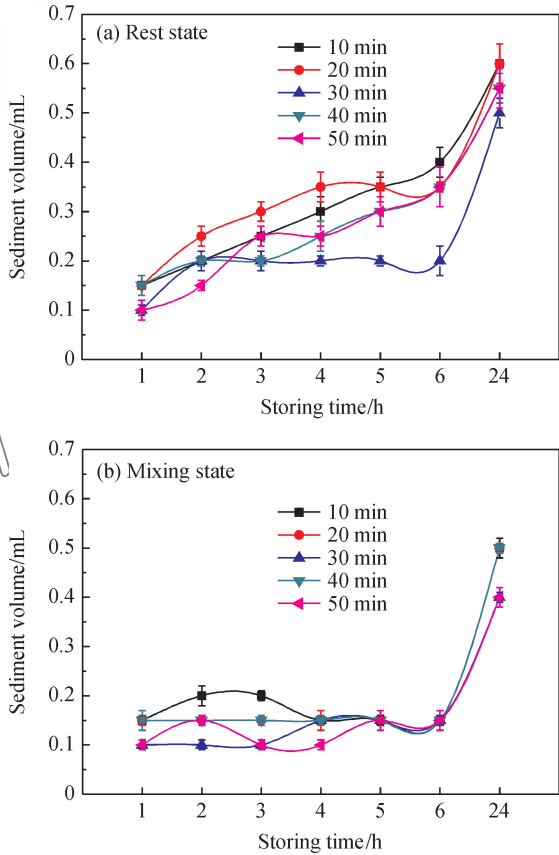 0.7
(a) Rest state
0.6
10 min
20 min
0.5
30 min
40 min
0.4
50 min
0.3
0.2
0.1
0
Sediment volume/mL
1 2 3 4 5 6 24
Storing time/h
0.7
(b) Mixing state
0.6
10 min
20 min
0.5
30 min
40 min
0.4
50 min
0.3
0.2
0.1
0
Sediment volume/mL
1 2 3 4 5 6 24
Storing time/h